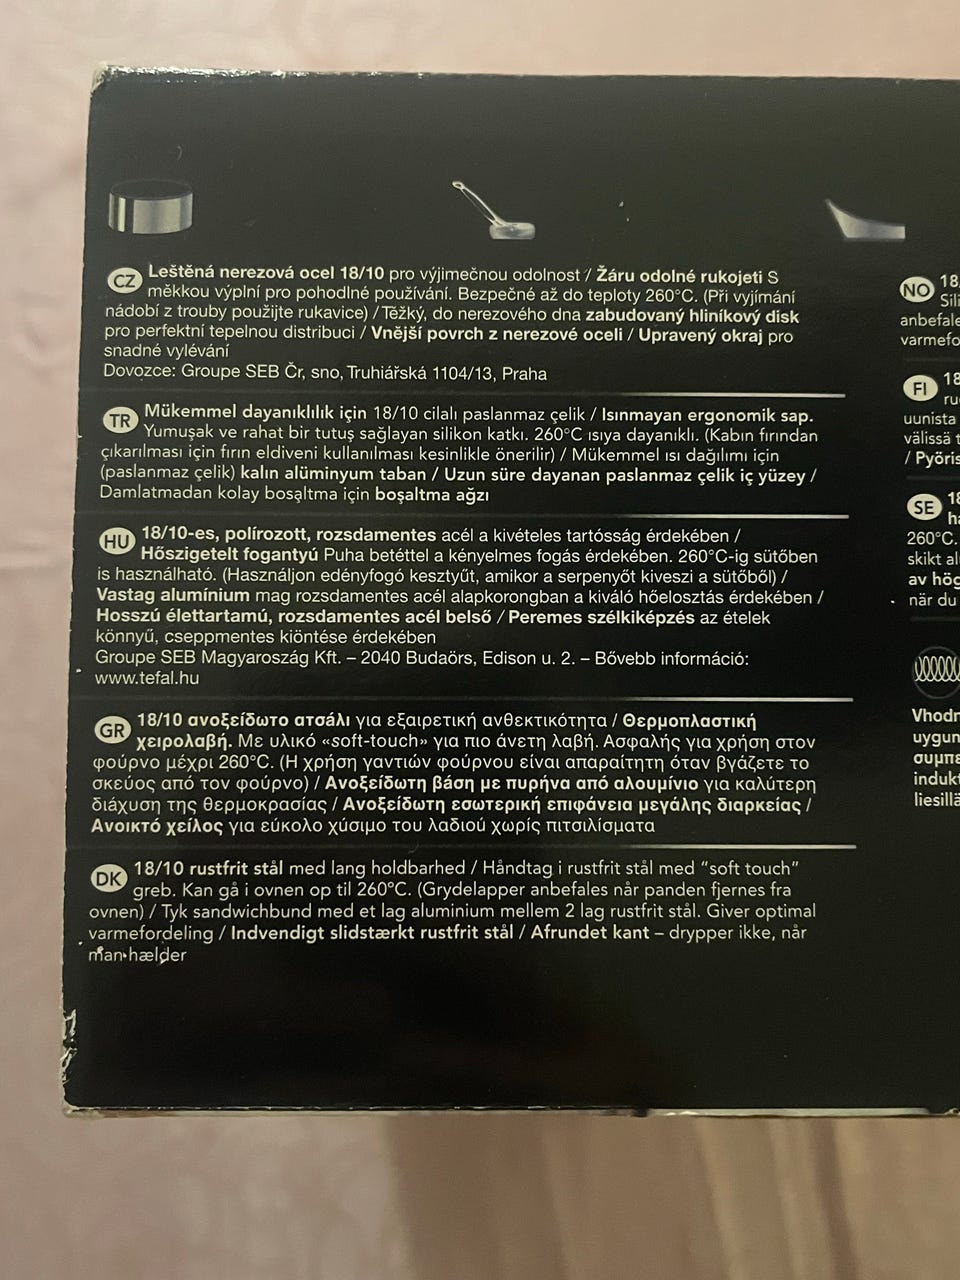 CZ Leštěná nerezová ocel 18/10 pro výjimečnou odolnost / Žáru odolné rukojeti S
měkkou výplní pro pohodlné používání. Bezpečné až do teploty 260°C. (Při vyjímání
nádobí z trouby použijte rukavice) / Těžký, do nerezového dna zabudovaný hliníkový disk
pro perfektní tepelnou distribuci / Vnější povrch z nerezové oceli / Upravený okraj pro
snadné vylévání
Dovozce: Groupe SEB Čr, sno, Truhiářská 1104/13, Praha
TR Mükemmel dayanıklılık için 18/10 cilalı paslanmaz çelik / Isınmayan ergonomik sap.
Yumuşak ve rahat bir tutuş sağlayan silikon katkı. 260°C ısıya dayanıklı. (Kabın fırından
çıkarılması için fırın eldiveni kullanılması kesinlikle önerilir) / Mükemmel ısı dağılımı için
(paslanmaz çelik) kalın alüminyum taban / Uzun süre dayanan paslanmaz çelik iç yüzey /
Damlatmadan kolay boşaltma için boşaltma ağzı
HU 18/10-es, polírozott, rozsdamentes acél a kivételes tartósság érdekében /
Hőszigetelt fogantyú Puha betéttel a kényelmes fogás érdekében. 260°C-ig sütőben
is használható. (Használjon edényfogó kesztyűt, amikor a serpenyőt kiveszi a sütőből) /
Vastag alumínium mag rozsdamentes acél alapkorongban a kiváló hőelosztás érdekében /
Hosszú élettartamú, rozsdamentes acél belső / Peremes szélkiképzés az ételek
könnyű, cseppmentes kiöntése érdekében
Groupe SEB Magyaroszág Kft. – 2040 Budaörs, Edison u. 2. – Bővebb információ:
www.tefal.hu
GR 18/10 ανοξείδωτο ατσάλι για εξαιρετική ανθεκτικότητα / Θερμοπλαστική
χειρολαβή. Με υλικό «soft-touch» για πιο άνετη λαβή. Ασφαλής για χρήση στον
φούρνο μέχρι 260°C. (Η χρήση γαντιών φούρνου είναι απαραίτητη όταν βγάζετε το
σκεύος από τον φούρνο) / Ανοξείδωτη βάση με πυρήνα από αλουμίνιο για καλύτερη
διάχυση της θερμοκρασίας / Ανοξείδωτη εσωτερική επιφάνεια μεγάλης διαρκείας /
Ανοικτό χείλος για εύκολο χύσιμο του λαδιού χωρίς πιτσιλίσματα
DK 18/10 rustfrit stål med lang holdbarhed / Håndtag i rustfrit stål med "soft touch"
greb. Kan gå i ovnen op til 260°C. (Grydelapper anbefales når panden fjernes fra
ovnen) / Tyk sandwichbund med et lag aluminium mellem 2 lag rustfrit stål. Giver optimal
varmefordeling / Indvendigt slidstærkt rustfrit stål / Afrundet kant – drypper ikke, når
man hælder
NO 18
Sili
anbefale
varmefo
FI 18
ru
uunista
välissä t
/ Pyöris
SE 18
ha
260°C.
skikt al
av hög
när du
Vhodn
uygun
συμπε
indukt
liesillä